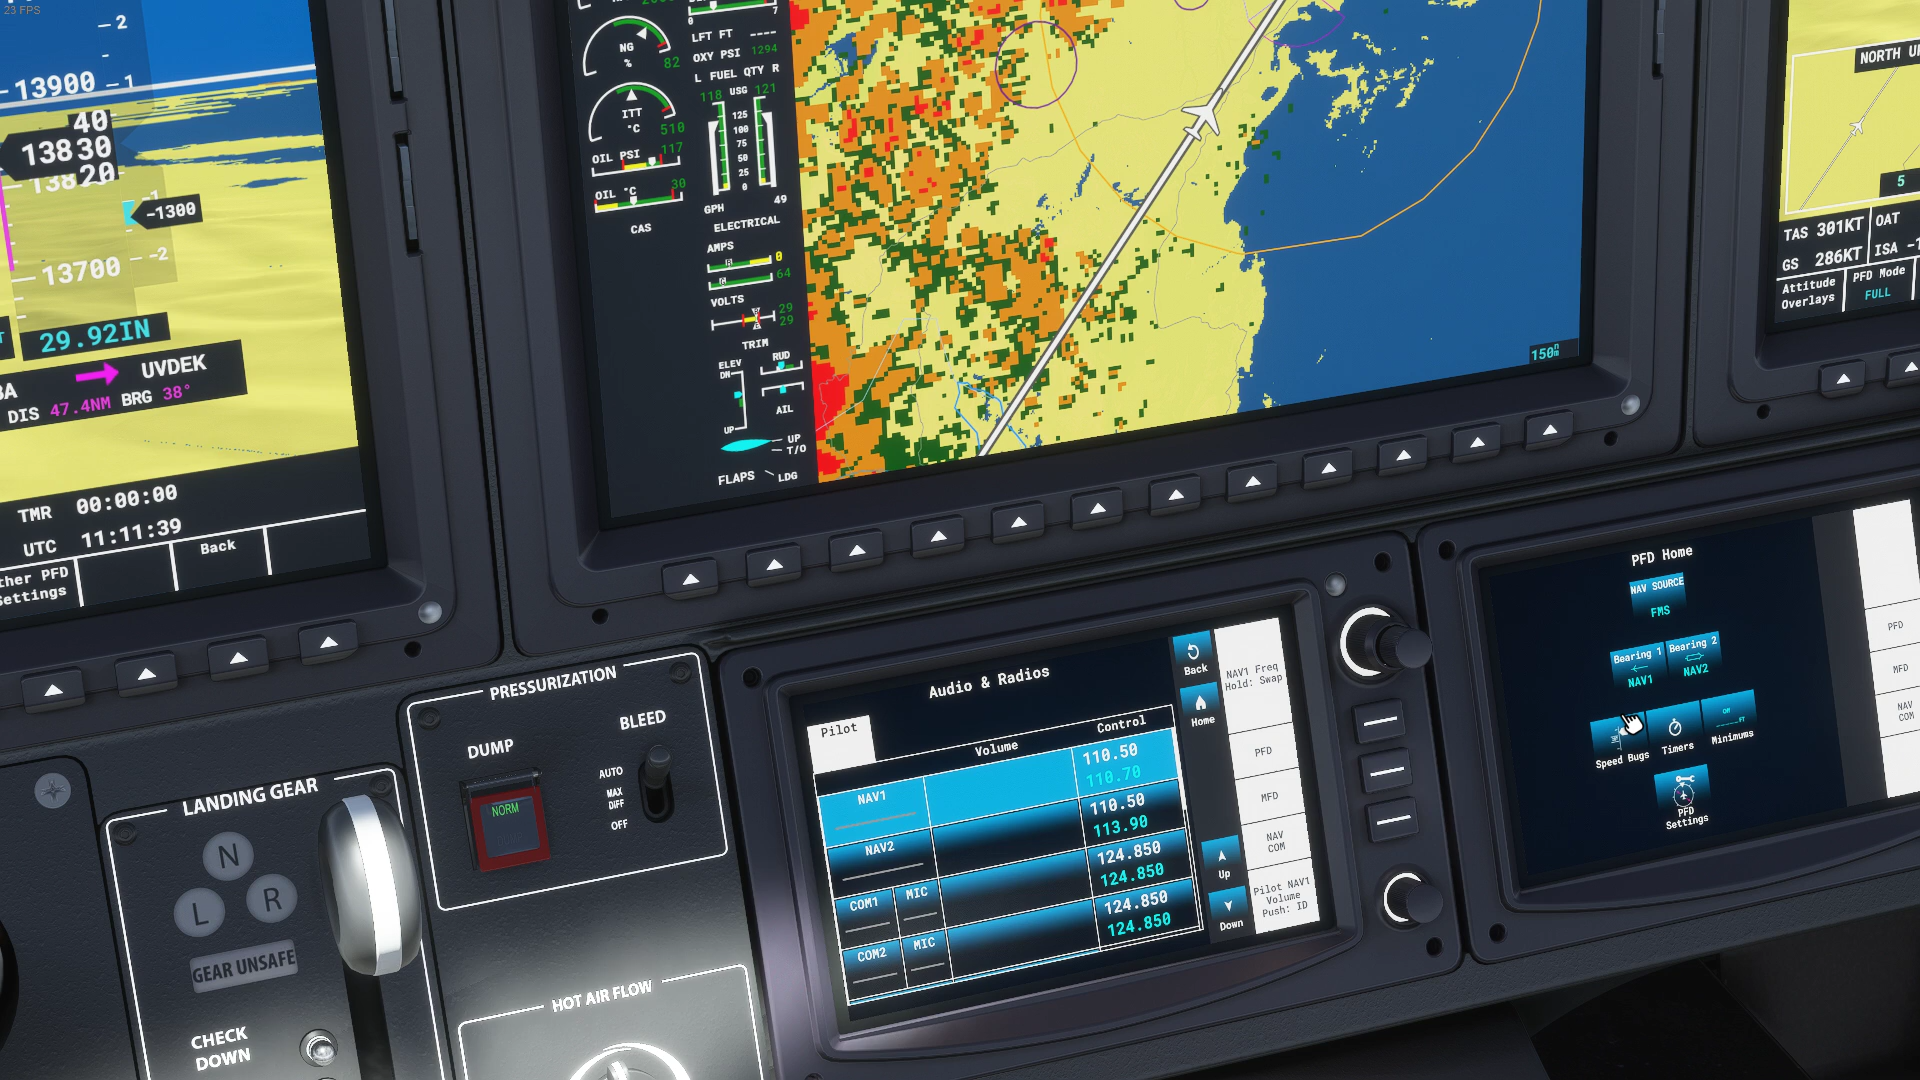 23 FPS
2
1
13900
40
13830
20
1
-1300
2
13700
29.92IN
UVDEK
DIS 47.4NM BRG 38°
TMR 00:00:00
UTC 11:11:39
Settings
Back
0
7
NG
%
82
LFT FT ----
OXY PSI 1294
L FUEL QTY R
118 USG 121
125
100
75
50
25
0
ITT
°C
510
OIL PSI 117
OIL °C 30
CAS
GPH 49
ELECTRICAL
AMPS
0
64
VOLTS
29
29
TRIM
ELEV
DN
UP
RUD
AIL
UP
T/O
FLAPS
LDG
150
5
TAS 301KT
OAT
GS 286KT
ISA
Attitude
Overlays
PFD Mode
FULL
PRESSURIZATION
DUMP
NORM
BLEED
AUTO
MAX
DIFF
OFF
LANDING GEAR
N
L
R
GEAR UNSAFE
CHECK
DOWN
HOT AIR FLOW
Audio & Radios
Pilot
Volume
Control
NAV1
110.50
110.70
NAV2
110.50
113.90
COM1
MIC
124.850
124.850
COM2
MIC
124.850
124.850
Back
Home
Up
Down
NAV1 Freq
Hold: Swap
PFD
MFD
NAV
COM
Pilot NAV1
Volume
Push: ID
PFD Home
NAV SOURCE
FMS
Bearing 1
NAV1
Bearing 2
NAV2
Speed Bugs
Timers
Minimums
PFD
Settings
PFD
MFD
NAV
COM